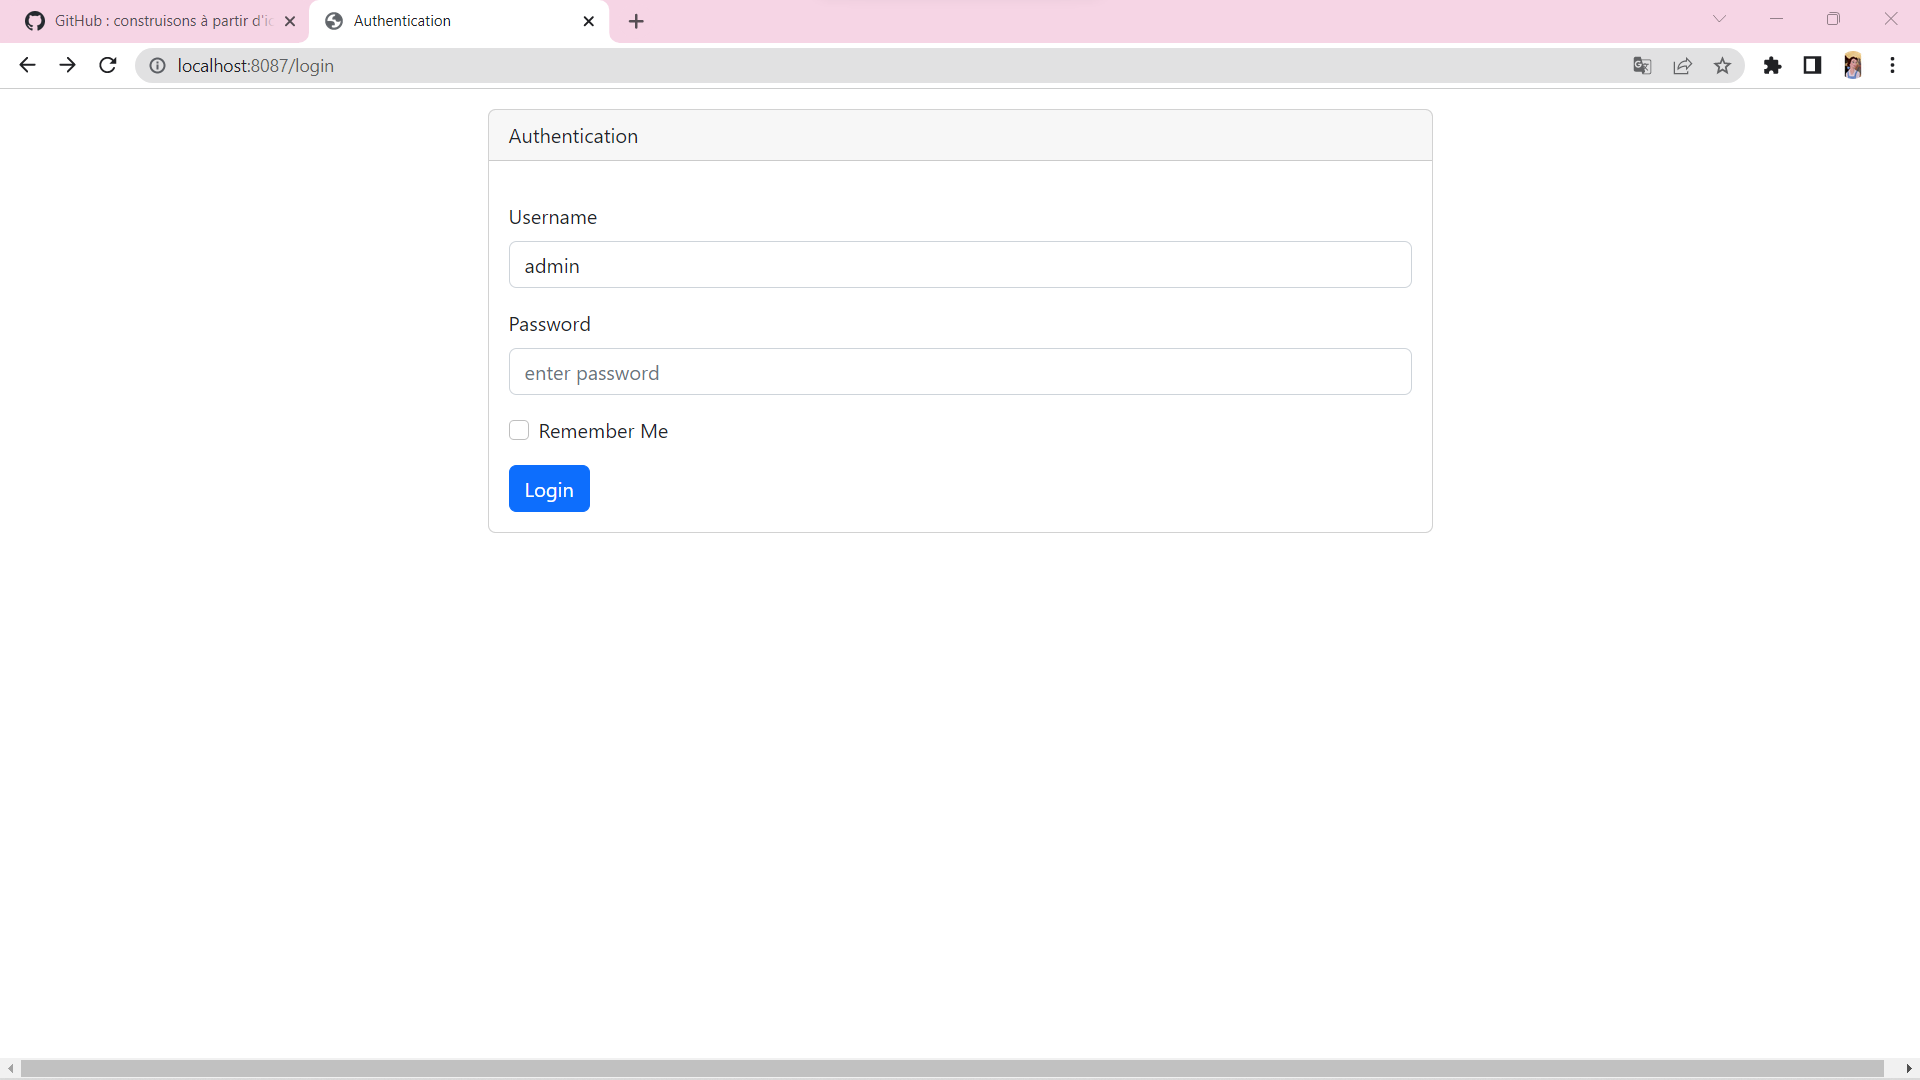 GitHub : construisons à partir d'ic
Authentication
localhost:8087/login
Authentication
Username
admin
Password
enter password
Remember Me
Login